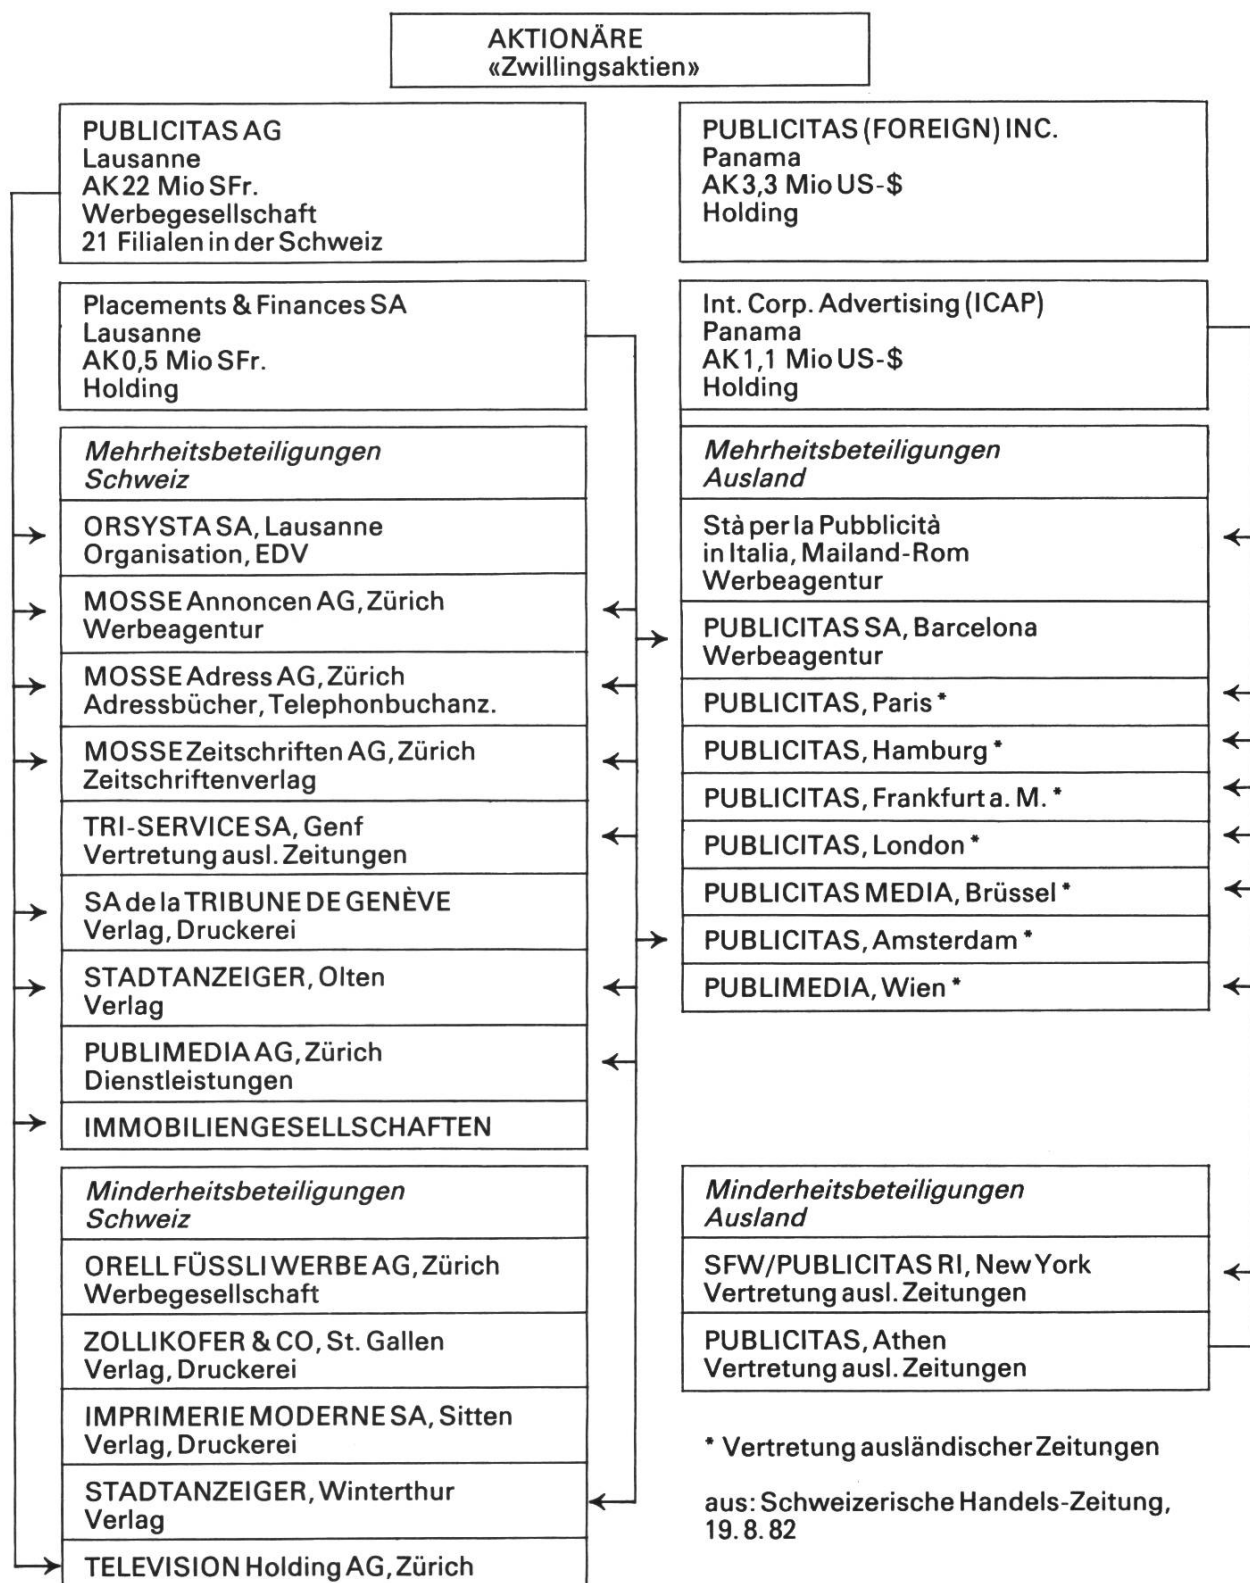 AKTIONÄRE
«Zwillingsaktien»
PUBLICITAS AG
Lausanne
AK 22 Mio SFr.
Werbegesellschaft
21 Filialen in der Schweiz
Placements & Finances SA
Lausanne
AK 0,5 Mio SFr.
Holding
Mehrheitsbeteiligungen
Schweiz
ORSYSTA SA, Lausanne
Organisation, EDV
MOSSE Annoncen AG, Zürich
Werbeagentur
MOSSE Adress AG, Zürich
Adressbücher, Telephonbuchanz.
MOSSE Zeitschriften AG, Zürich
Zeitschriftenverlag
TRI-SERVICE SA, Genf
Vertretung ausl. Zeitungen
SA de la TRIBUNE DE GENÈVE
Verlag, Druckerei
STADTANZEIGER, Olten
Verlag
PUBLIMEDIA AG, Zürich
Dienstleistungen
IMMOBILIENGESELLSCHAFTEN
Minderheitsbeteiligungen
Schweiz
ORELL FÜSSLI WERBE AG, Zürich
Werbegesellschaft
ZOLLIKOFER & CO, St. Gallen
Verlag, Druckerei
IMPRIMERIE MODERNE SA, Sitten
Verlag, Druckerei
STADTANZEIGER, Winterthur
Verlag
TELEVISION Holding AG, Zürich
PUBLICITAS (FOREIGN) INC.
Panama
AK 3,3 Mio US-$
Holding
Int. Corp. Advertising (ICAP)
Panama
AK 1,1 Mio US-$
Holding
Mehrheitsbeteiligungen
Ausland
Stà per la Pubblicità
in Italia, Mailand-Rom
Werbeagentur
PUBLICITAS SA, Barcelona
Werbeagentur
PUBLICITAS, Paris *
PUBLICITAS, Hamburg *
PUBLICITAS, Frankfurt a. M. *
PUBLICITAS, London *
PUBLICITAS MEDIA, Brüssel *
PUBLICITAS, Amsterdam *
PUBLIMEDIA, Wien *
Minderheitsbeteiligungen
Ausland
SFW/PUBLICITAS RI, New York
Vertretung ausl. Zeitungen
PUBLICITAS, Athen
Vertretung ausl. Zeitungen
* Vertretung ausländischer Zeitungen
aus: Schweizerische Handels-Zeitung,
19. 8. 82